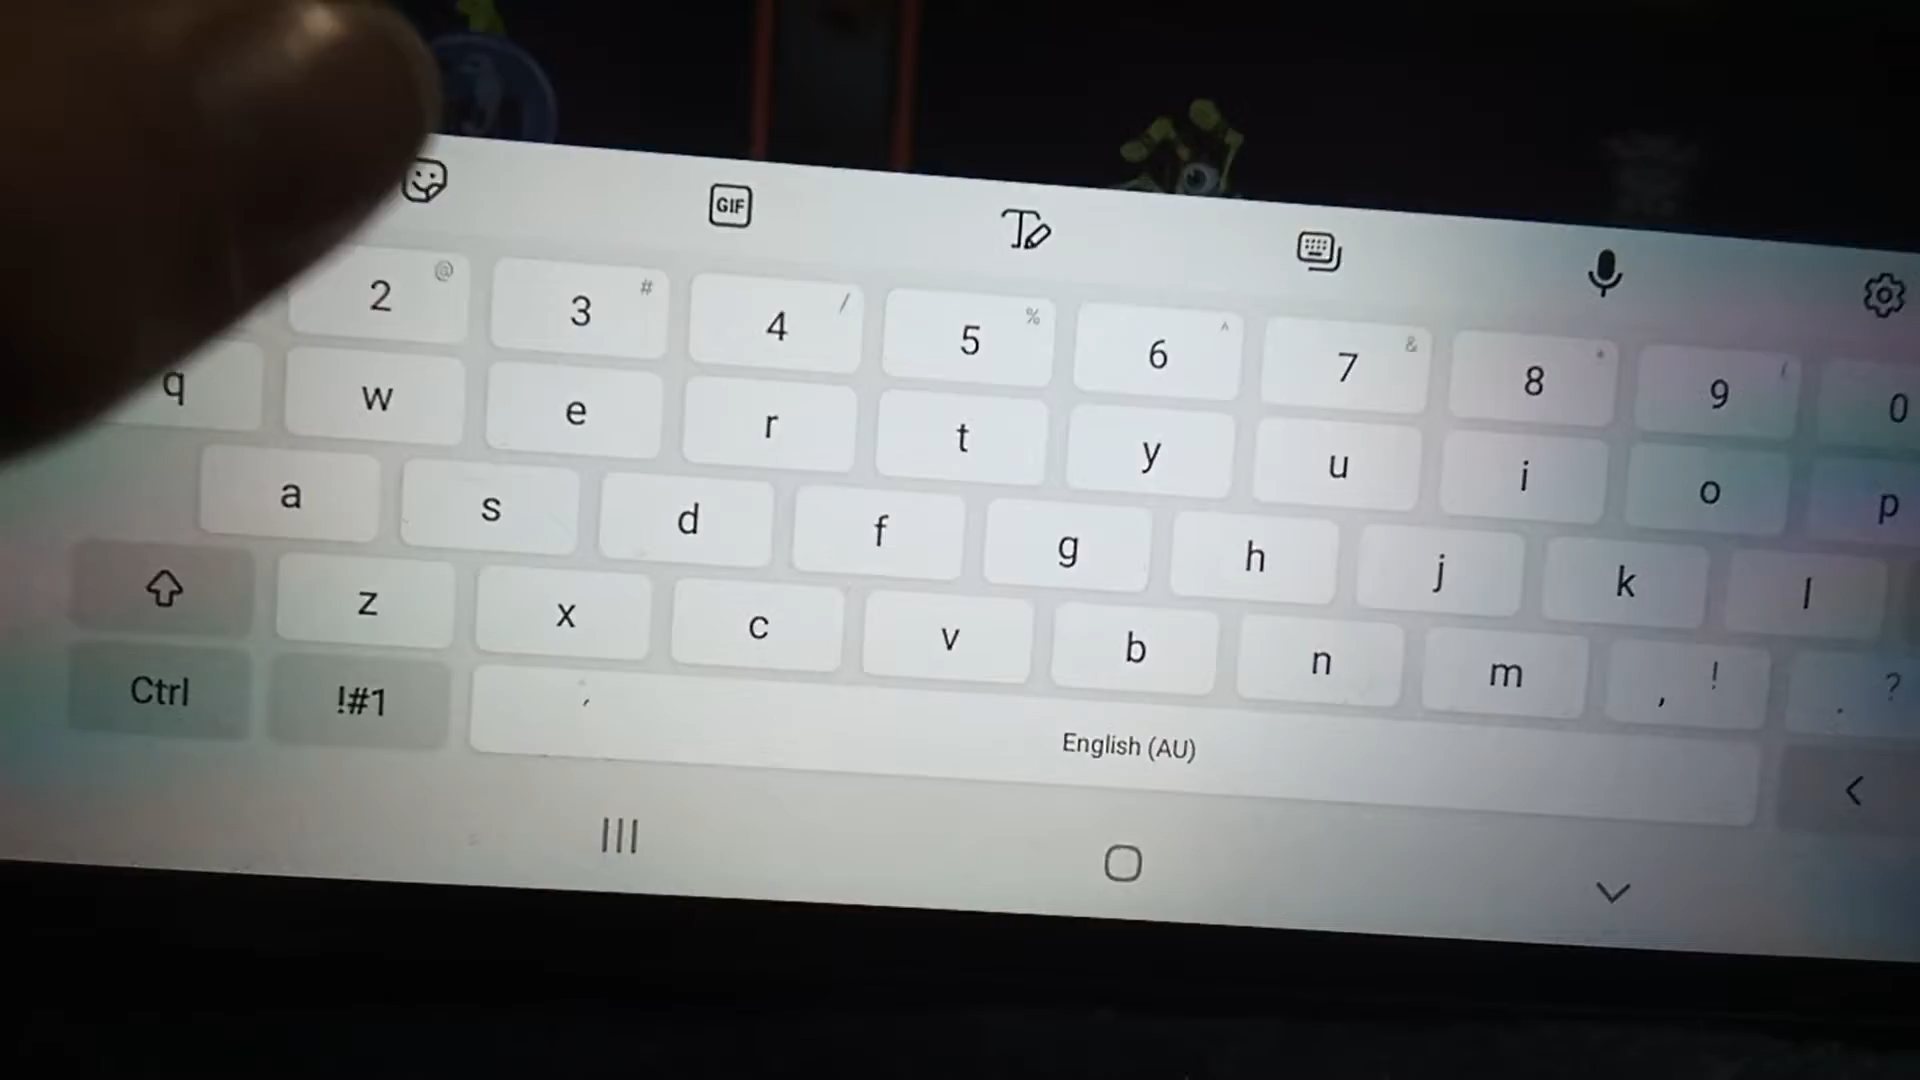 GIF
2 @ 3 # 4 / 5 % 6 ^ 7 & 8 * 9 ( 0
q w e r t y u i o p
a s d f g h j k l
z x c v b n m , ! . ?
Ctrl !#1 English (AU) <